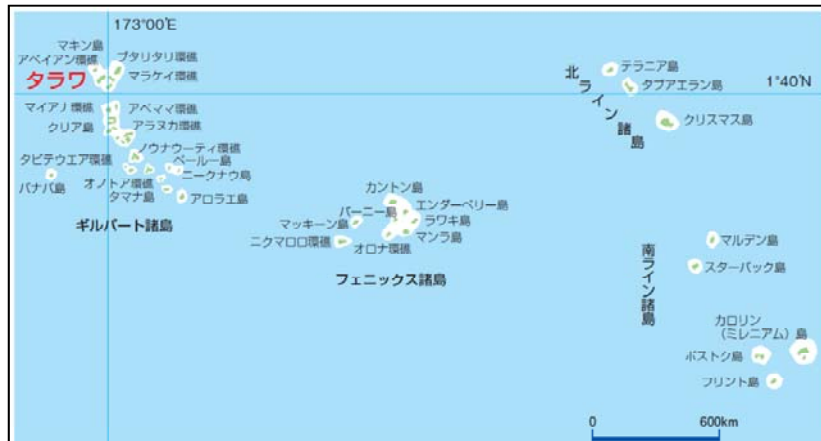 173°00'E
マキン島
アベイアン環礁
ブタリタリ環礁
タラワ
マラケイ環礁
マイアノ環礁
アベママ環礁
クリア島
アラヌカ環礁
ノウナウーティ環礁
タビテウエア環礁
ペールー島
バナバ島
オノトア環礁
ニークナウ島
タマナ島
アロラエ島
ギルバート諸島
カントン島
バーニー島
エンダーベリー島
マッキーン島
ラワキ島
ニクマロロ環礁
オロナ環礁
マンラ島
フェニックス諸島
北ライン諸島
テラニア島
タブアエラン島
1°40'N
クリスマス島
南ライン諸島
マルデン島
スターバック島
カロリン
(ミレニアム)島
ボストシ島
フリント島
0
600km